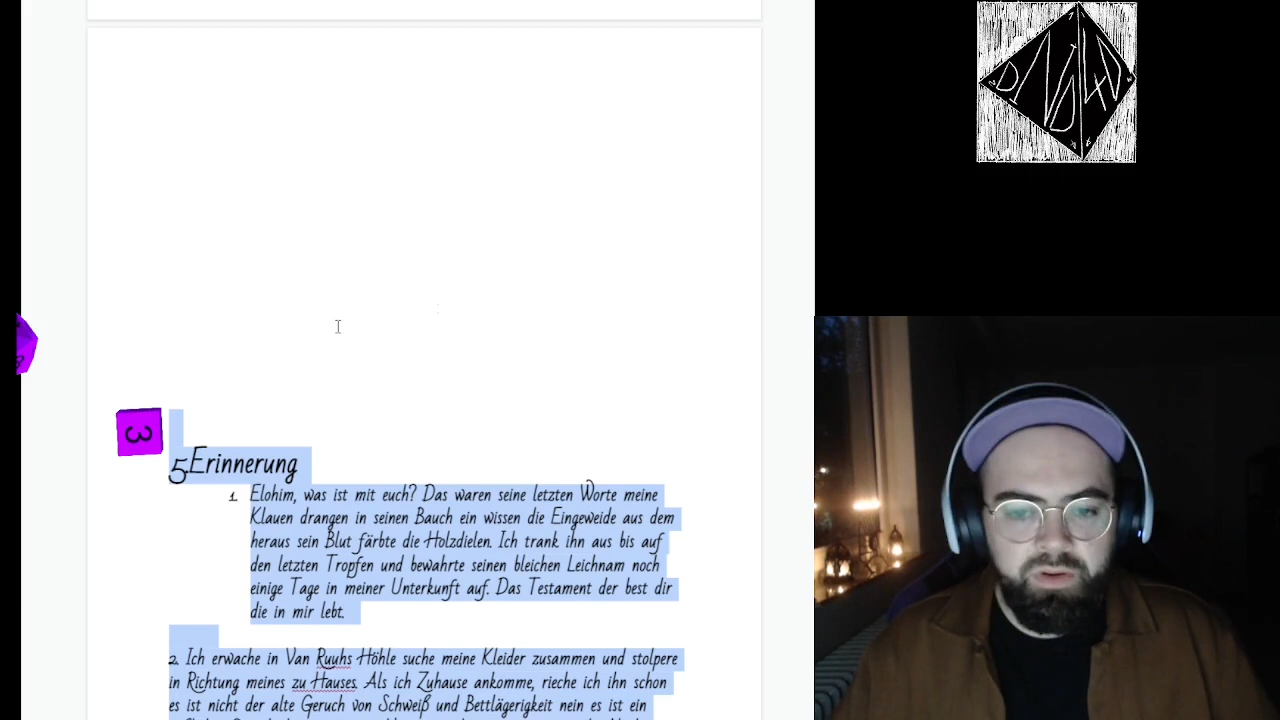 3
5Erinnerung
1. Elohim, was ist mit euch? Das waren seine letzten Worte meine
Klauen drangen in seinen Bauch ein wissen die Eingeweide aus dem
heraus sein Blut färbte die Holzdielen. Ich trank ihn aus bis auf
den letzten Tropfen und bewahrte seinen bleichen Leichnam noch
einige Tage in meiner Unterkunft auf. Das Testament der best dir
die in mir lebt.
2. Ich erwache in Van Ruuhs Höhle suche meine Kleider zusammen und stolpere
in Richtung meines zu Hauses. Als ich Zuhause ankomme, rieche ich ihn schon
es ist nicht der alte Geruch von Schweiß und Bettlägerigkeit nein es ist ein